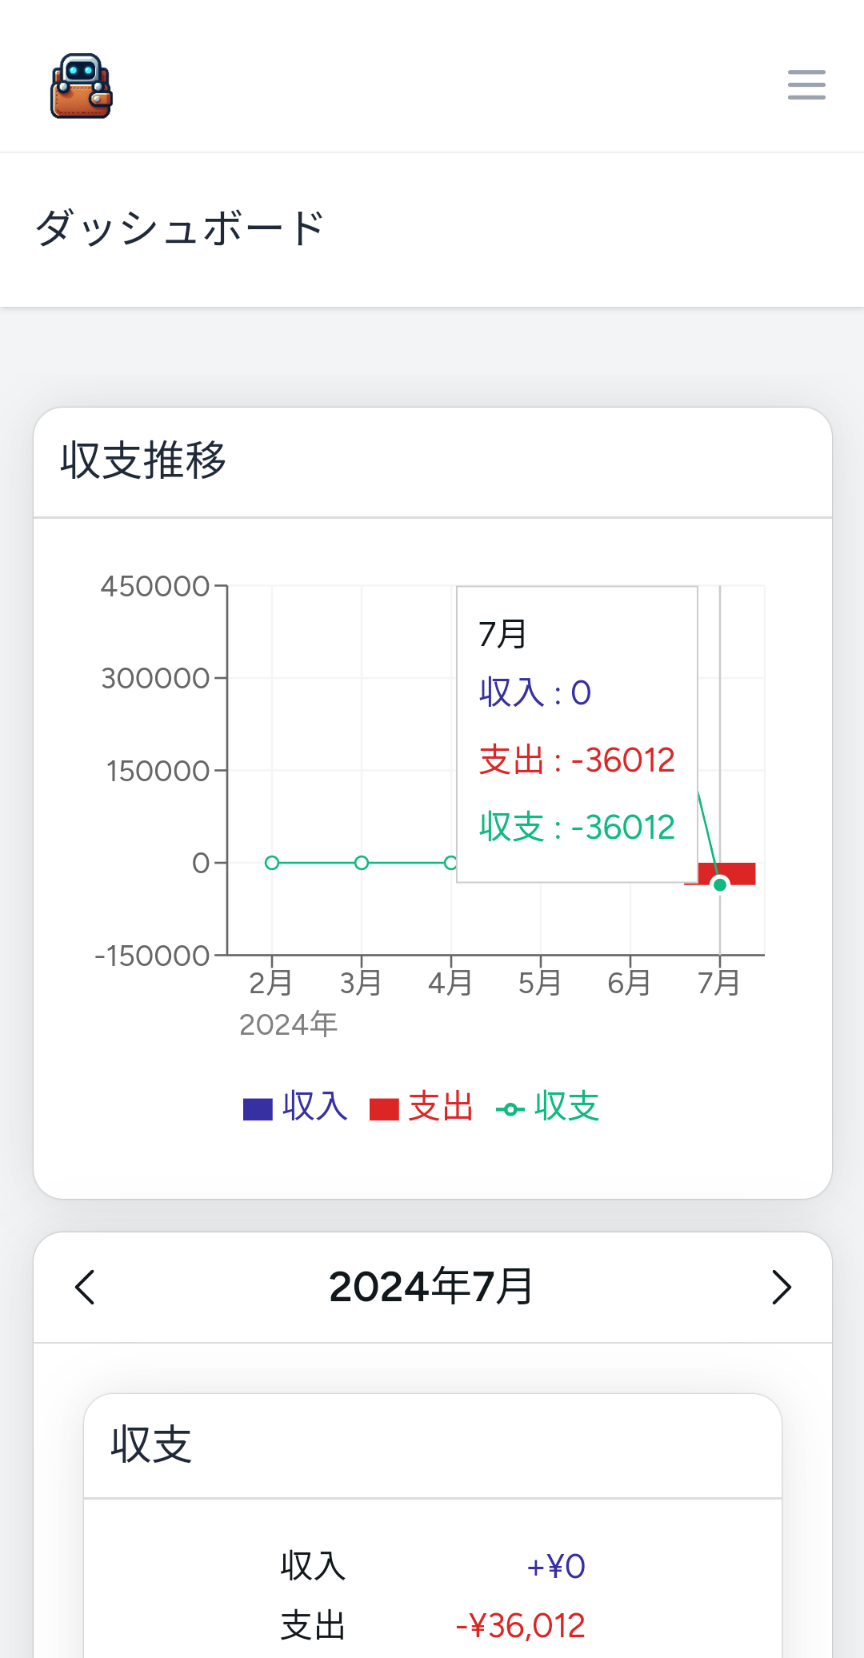 ダッシュボード
収支推移
450000
300000
150000
0
-150000
7月
収入 : 0
支出 : -36012
収支 : -36012
2月 3月 4月 5月 6月 7月
2024年
収入 支出 収支
2024年7月
収支
収入 +¥0
支出 -¥36,012